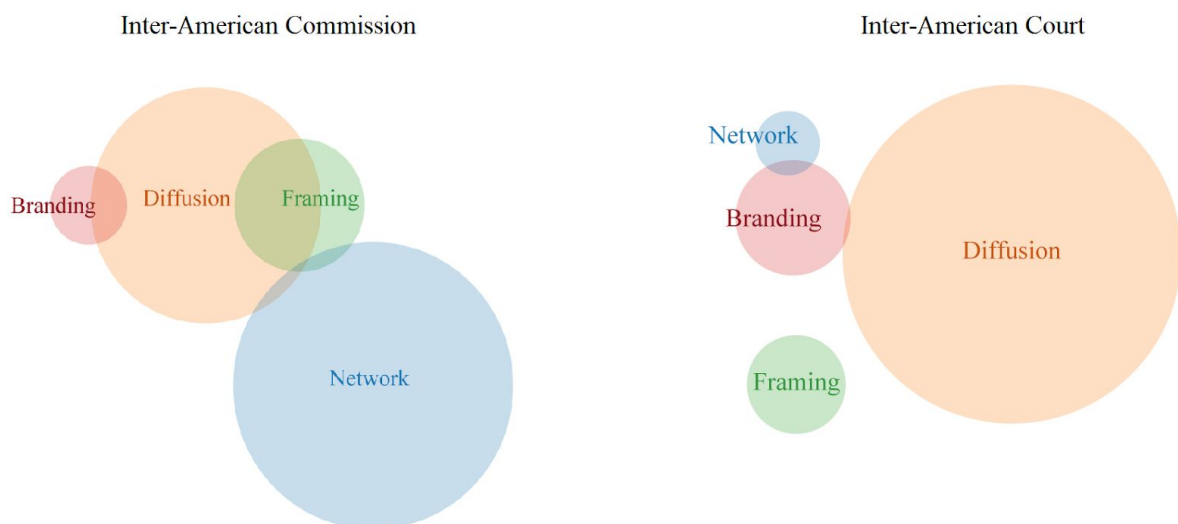 Inter-American Commission
Branding
Diffusion
Framing
Network
Inter-American Court
Network
Branding
Diffusion
Framing